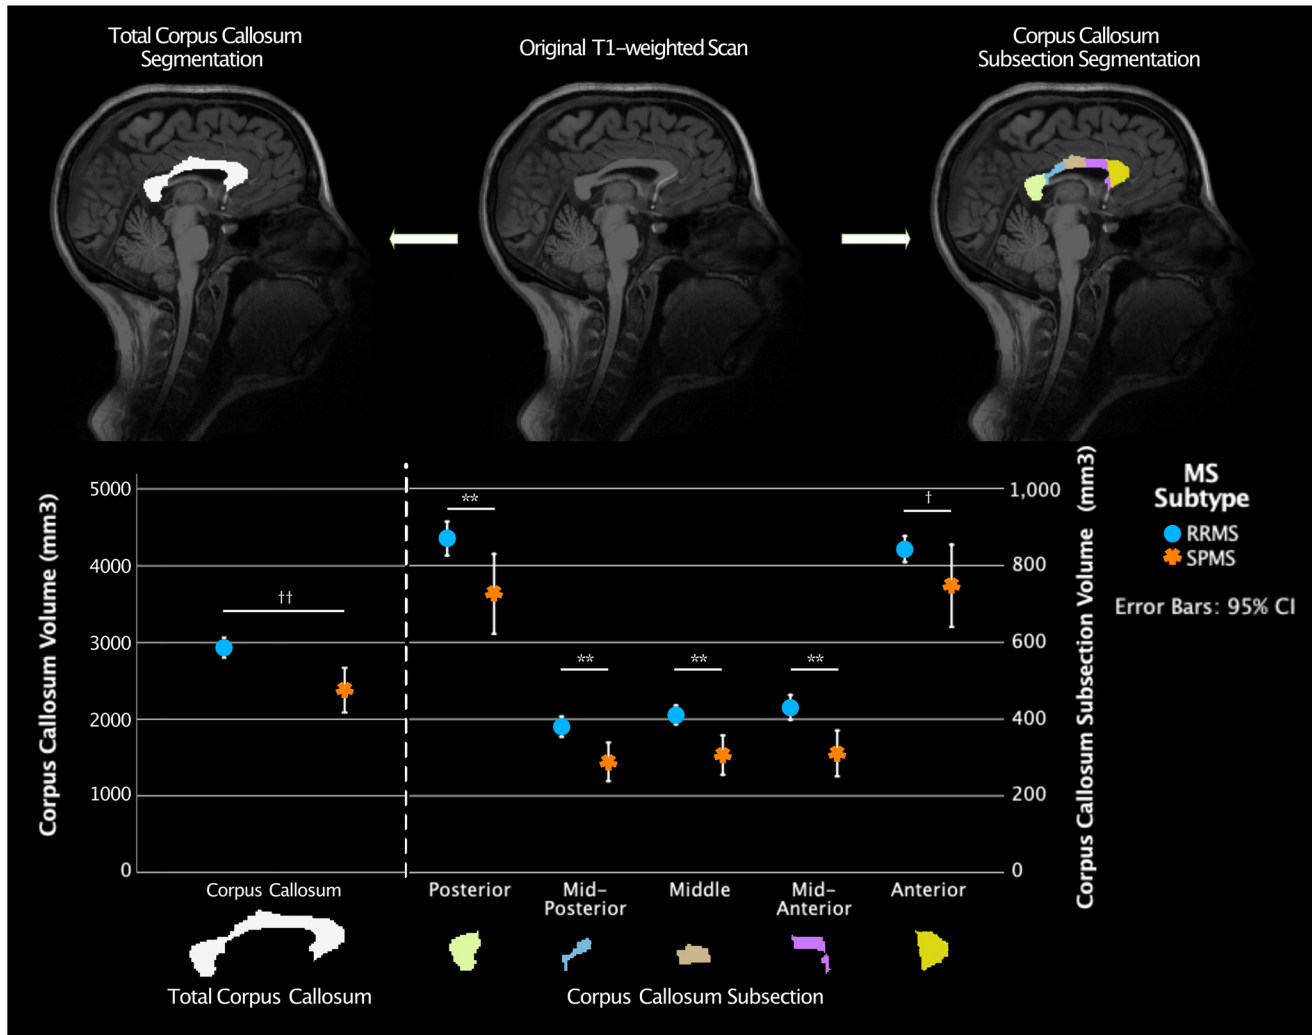 Total Corpus Callosum
Segmentation
Original T1-weighted Scan
Corpus Callosum
Subsection Segmentation
Corpus Callosum Volume (mm3)
5000
4000
3000
2000
1000
0
††
**
**
**
**
†
1,000
800
600
400
200
0
Corpus Callosum Subsection Volume (mm3)
MS
Subtype
RRMS
SPMS
Error Bars: 95% CI
Corpus Callosum
Posterior
Mid-
Posterior
Middle
Mid-
Anterior
Anterior
Total Corpus Callosum
Corpus Callosum Subsection